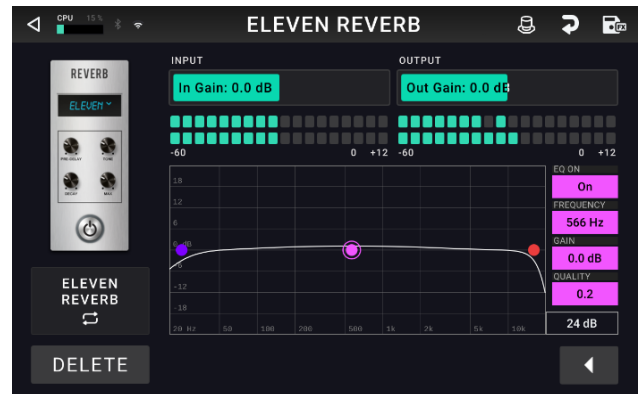 CPU 15%
ELEVEN REVERB
FX
REVERB
ELEVEN
PRE-DELAY TONE
DECAY MIX
ELEVEN
REVERB
DELETE
INPUT
In Gain: 0.0 dB
-60 0 +12
OUTPUT
Out Gain: 0.0 dB
-60 0 +12
18
12
6
0 dB
-6
-12
-18
20 Hz 50 100 200 500 1k 2k 5k 10k
EQ ON
On
FREQUENCY
566 Hz
GAIN
0.0 dB
QUALITY
0.2
24 dB